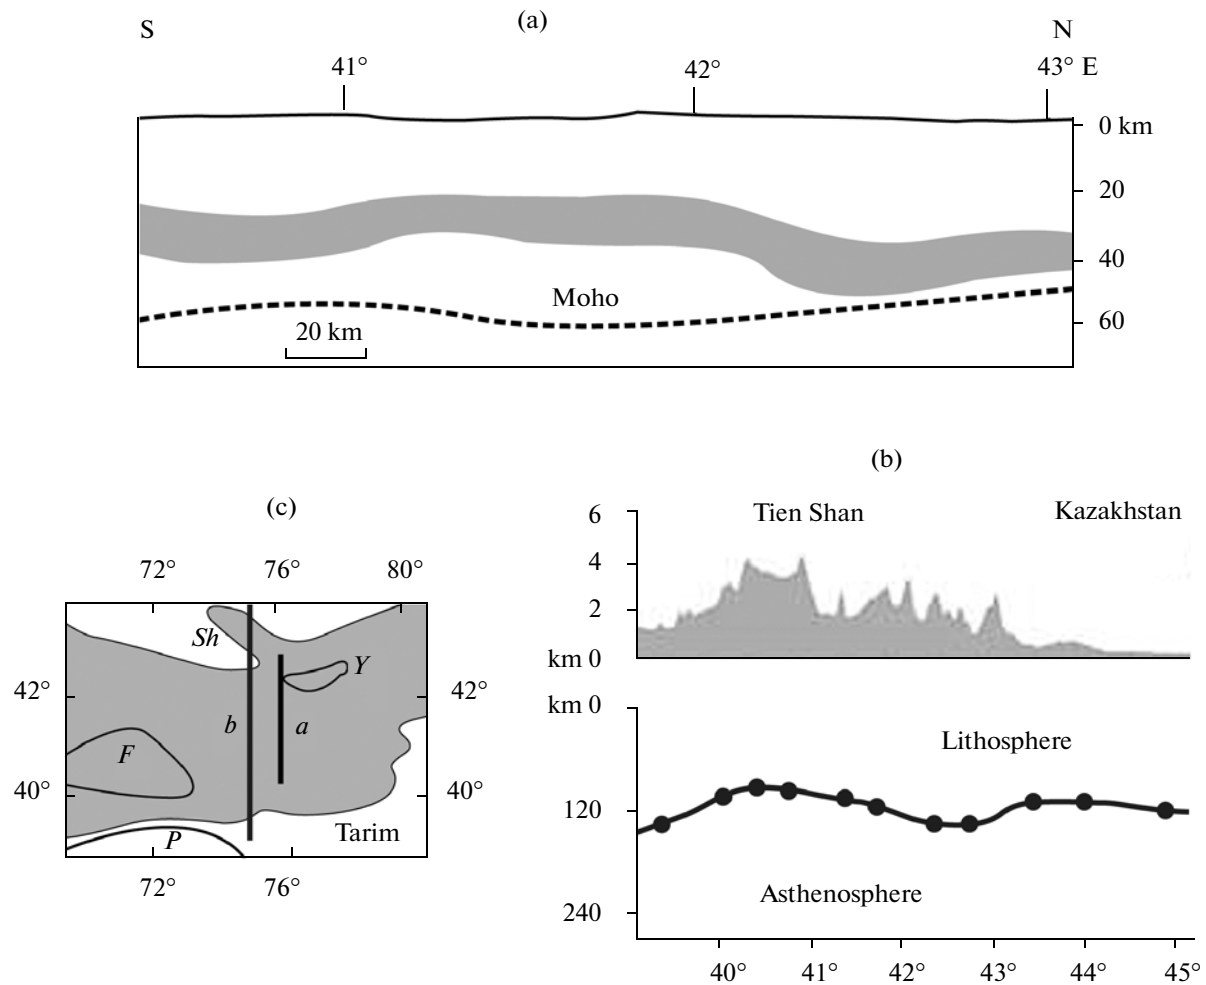 (a)
S N
41° 42° 43° E
0 km
20
40
Moho
60
20 km
(b)
(c)
6 Tien Shan Kazakhstan
4
2
km 0
72° 76° 80°
Sh
Y
42° 42°
b a
F
40° 40°
Tarim
P
72° 76°
km 0
Lithosphere
120
Asthenosphere
240
40° 41° 42° 43° 44° 45°